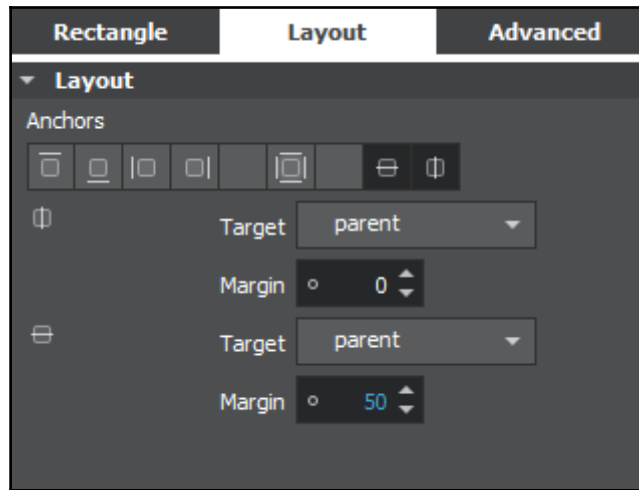 Rectangle Layout Advanced
Layout
Anchors
Target parent
Margin 0
Target parent
Margin 50